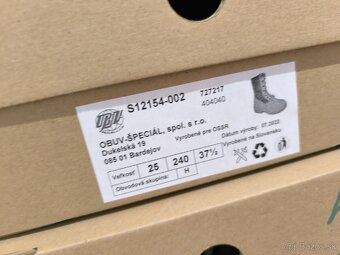 UBU
S12154-002
727217
404040
OBUV-ŠPECIÁL, spol. s r.o.
Dukelská 19
085 01 Bardejov
Vyrobené pre OSSR
Dátum výroby: 07.2022
Vyrobené na Slovensku
Veľkosť 25 240 37½
Obvodová skupina: H